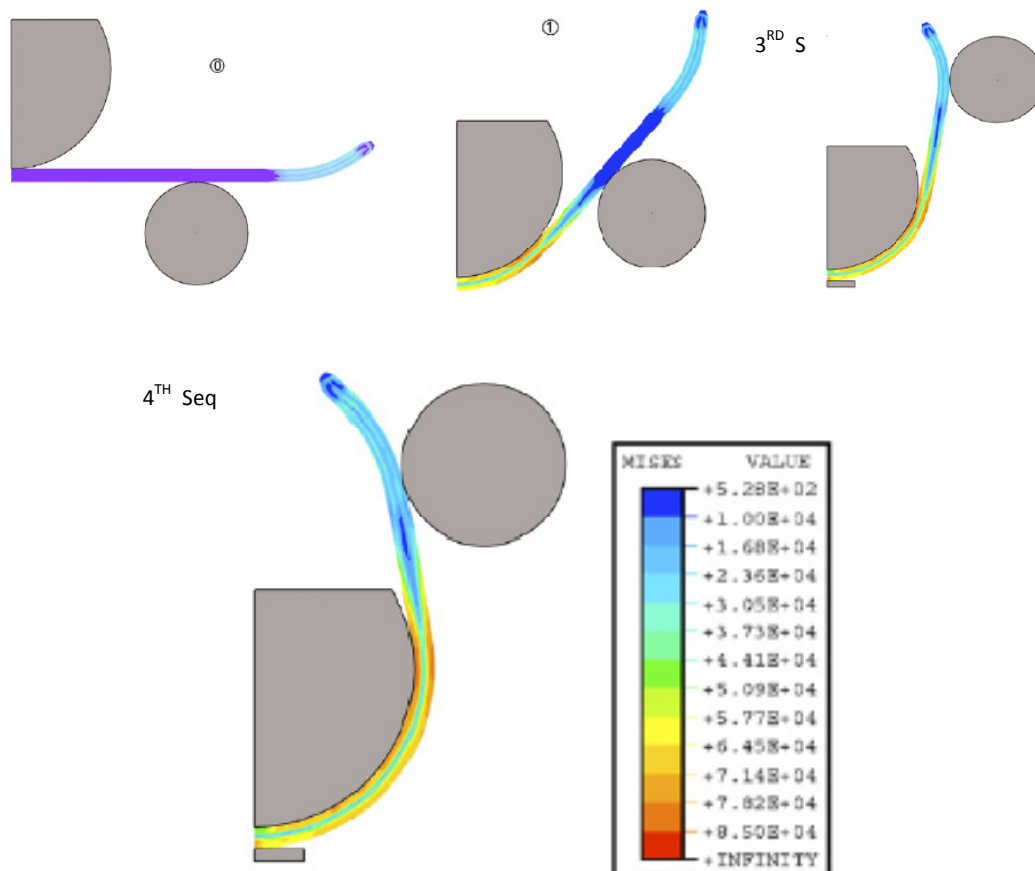 ⓪
①
3RD S
4TH Seq
MISES VALUE
+5.28E+02
+1.00E+04
+1.68E+04
+2.36E+04
+3.05E+04
+3.73E+04
+4.41E+04
+5.09E+04
+5.77E+04
+6.45E+04
+7.14E+04
+7.82E+04
+8.50E+04
+INFINITY